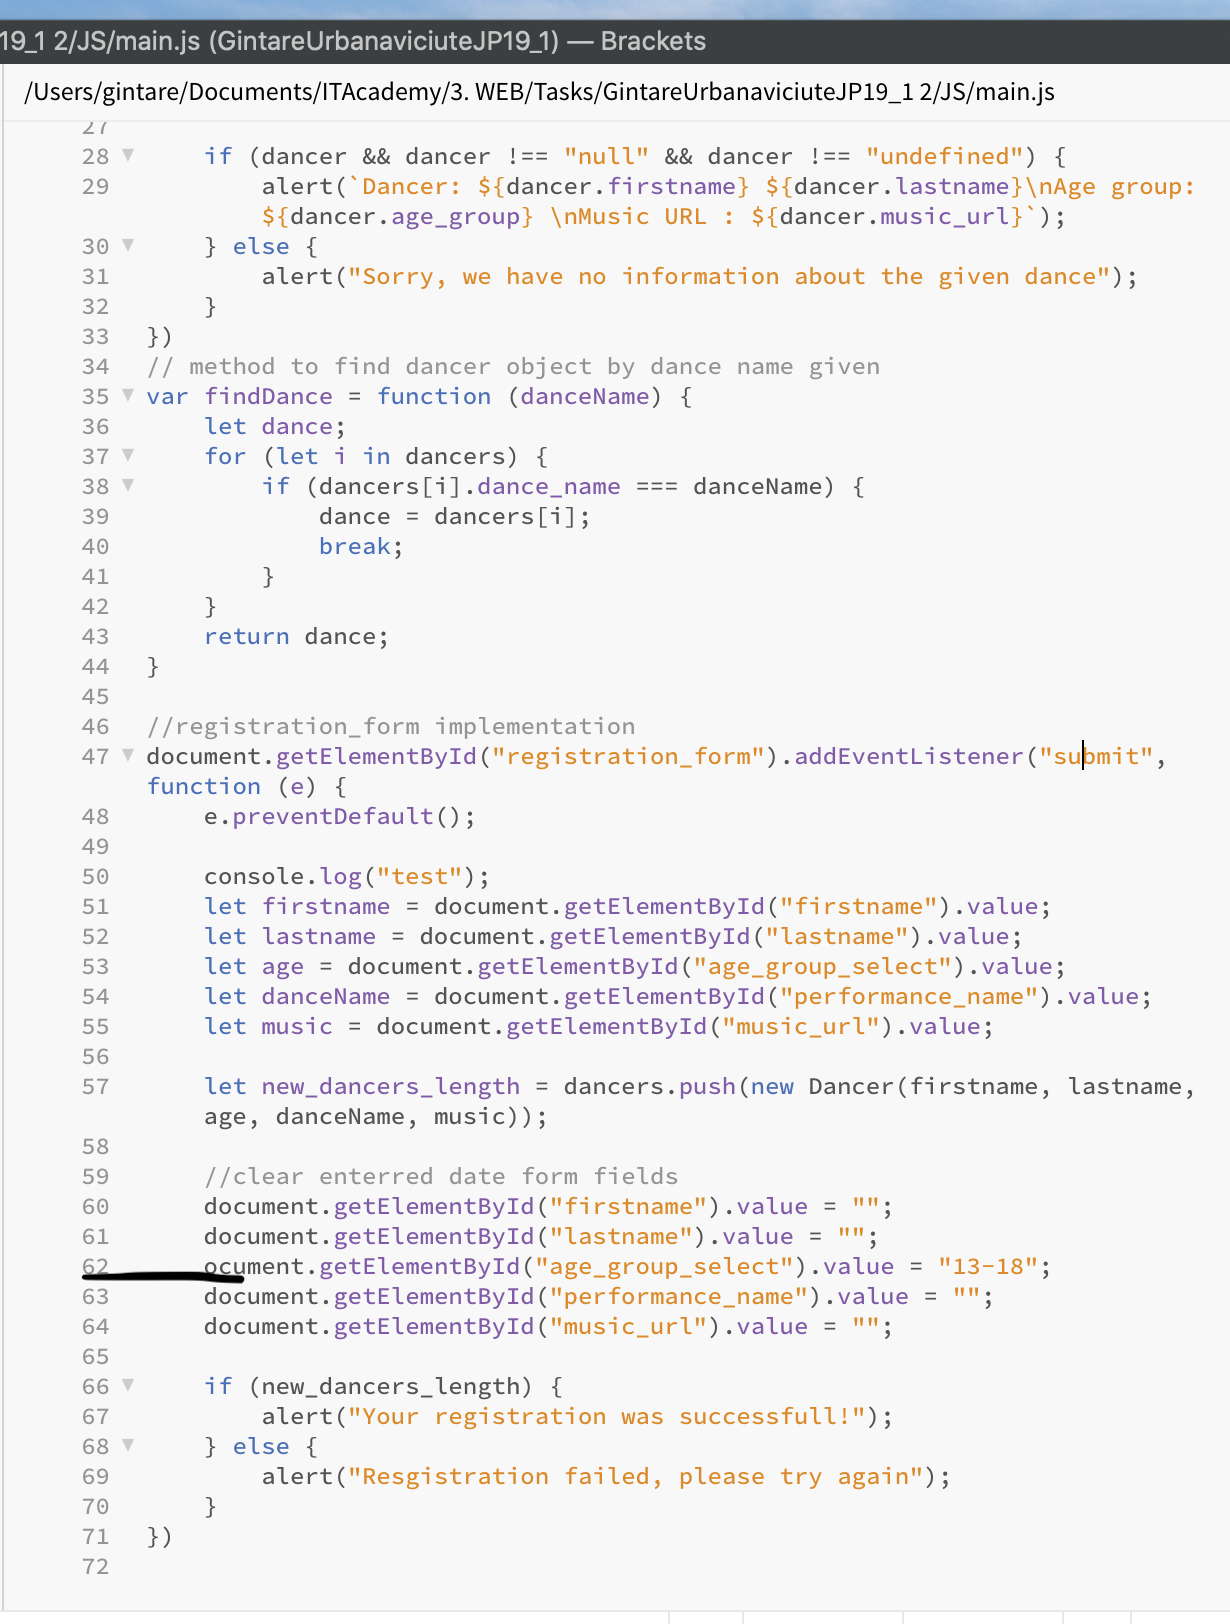 19_1 2/JS/main.js (GintareUrbanaviciuteJP19_1) — Brackets
/Users/gintare/Documents/ITAcademy/3. WEB/Tasks/GintareUrbanaviciuteJP19_1 2/JS/main.js
27
28 ▼ if (dancer && dancer !== "null" && dancer !== "undefined") {
29 alert(`Dancer: ${dancer.firstname} ${dancer.lastname}\nAge group:
${dancer.age_group} \nMusic URL : ${dancer.music_url}`);
30 ▼ } else {
31 alert("Sorry, we have no information about the given dance");
32 }
33 })
34 // method to find dancer object by dance name given
35 ▼ var findDance = function (danceName) {
36 let dance;
37 ▼ for (let i in dancers) {
38 ▼ if (dancers[i].dance_name === danceName) {
39 dance = dancers[i];
40 break;
41 }
42 }
43 return dance;
44 }
45
46 //registration_form implementation
47 ▼ document.getElementById("registration_form").addEventListener("submit",
function (e) {
48 e.preventDefault();
49
50 console.log("test");
51 let firstname = document.getElementById("firstname").value;
52 let lastname = document.getElementById("lastname").value;
53 let age = document.getElementById("age_group_select").value;
54 let danceName = document.getElementById("performance_name").value;
55 let music = document.getElementById("music_url").value;
56
57 let new_dancers_length = dancers.push(new Dancer(firstname, lastname,
age, danceName, music));
58
59 //clear enterred date form fields
60 document.getElementById("firstname").value = "";
61 document.getElementById("lastname").value = "";
62 ocument.getElementById("age_group_select").value = "13-18";
63 document.getElementById("performance_name").value = "";
64 document.getElementById("music_url").value = "";
65
66 ▼ if (new_dancers_length) {
67 alert("Your registration was successfull!");
68 ▼ } else {
69 alert("Resgistration failed, please try again");
70 }
71 })
72